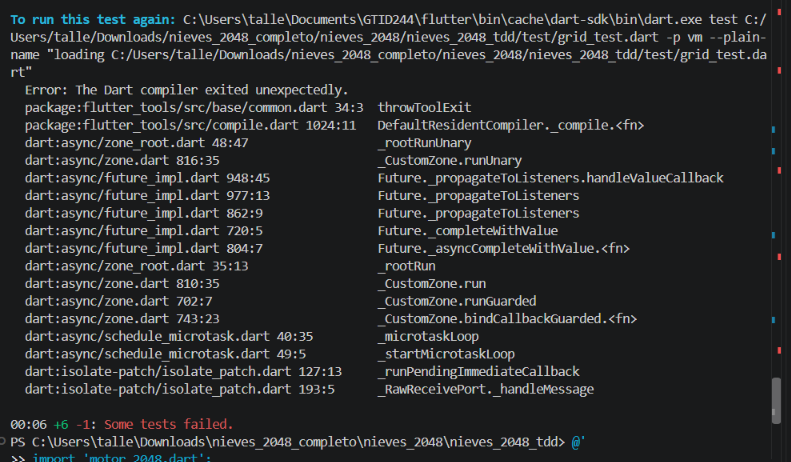 To run this test again: C:\Users\talle\Documents\GTID244\flutter\bin\cache\dart-sdk\bin\dart.exe test C:/
Users/talle/Downloads/nieves_2048_completo/nieves_2048/nieves_2048_tdd/test/grid_test.dart -p vm --plain-
name "loading C:/Users/talle/Downloads/nieves_2048_completo/nieves_2048/nieves_2048_tdd/test/grid_test.da
rt"
Error: The Dart compiler exited unexpectedly.
package:flutter_tools/src/base/common.dart 34:3 throwToolExit
package:flutter_tools/src/compile.dart 1024:11 DefaultResidentCompiler._compile.<fn>
dart:async/zone_root.dart 48:47 _rootRunUnary
dart:async/zone.dart 816:35 _CustomZone.runUnary
dart:async/future_impl.dart 948:45 Future._propagateToListeners.handleValueCallback
dart:async/future_impl.dart 977:13 Future._propagateToListeners
dart:async/future_impl.dart 862:9 Future._propagateToListeners
dart:async/future_impl.dart 720:5 Future._completeWithValue
dart:async/future_impl.dart 804:7 Future._asyncCompleteWithValue.<fn>
dart:async/zone_root.dart 35:13 _rootRun
dart:async/zone.dart 810:35 _CustomZone.run
dart:async/zone.dart 702:7 _CustomZone.runGuarded
dart:async/zone.dart 743:23 _CustomZone.bindCallbackGuarded.<fn>
dart:async/schedule_microtask.dart 40:35 _microtaskLoop
dart:async/schedule_microtask.dart 49:5 _startMicrotaskLoop
dart:isolate-patch/isolate_patch.dart 127:13 _runPendingImmediateCallback
dart:isolate-patch/isolate_patch.dart 193:5 _RawReceivePort._handleMessage
00:06 +6 -1: Some tests failed.
PS C:\Users\talle\Downloads\nieves_2048_completo\nieves_2048\nieves_2048_tdd> @'
>> import 'motor_2048.dart';